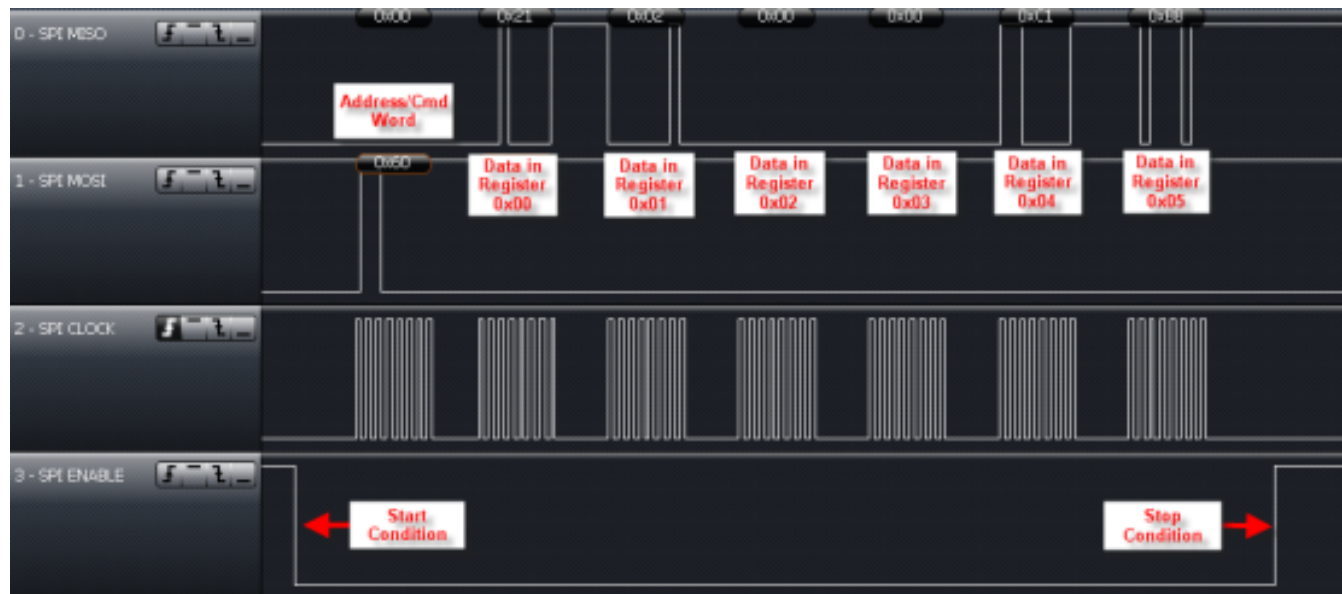 0x00 0x21 0x02 0x00 0x00 0xC1 0xBB
0 - SPI MISO
Address/Cmd
Word
0x60
1 - SPI MOSI
Data in
Register
0x00
Data in
Register
0x01
Data in
Register
0x02
Data in
Register
0x03
Data in
Register
0x04
Data in
Register
0x05
2 - SPI CLOCK
3 - SPI ENABLE
Start
Condition
Stop
Condition